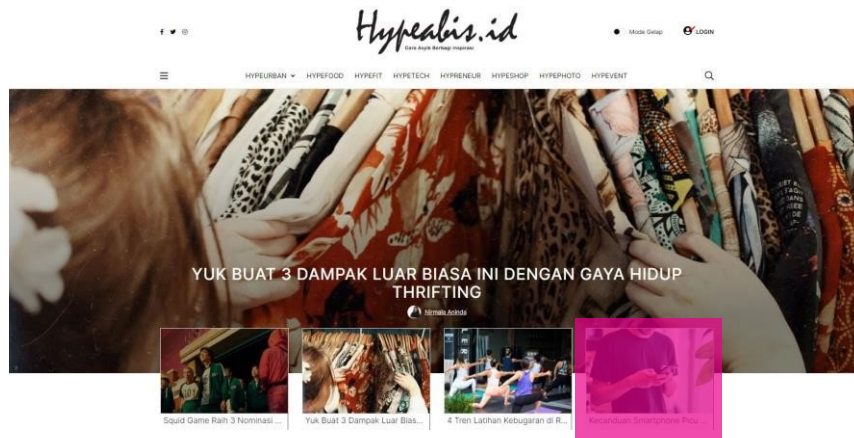 Hypeabis.id
Cara Asyik Berbagi Inspirasi
Mode Gelap
LOGIN
HYPEURBAN HYPEFOOD HYPEFIT HYPETECH HYPRENEUR HYPESHOP HYPEPHOTO HYPEVENT
YUK BUAT 3 DAMPAK LUAR BIASA INI DENGAN GAYA HIDUP
THRIFTING
Nirmala Aninda
Squid Game Raih 3 Nominasi ...
Yuk Buat 3 Dampak Luar Bias...
4 Tren Latihan Kebugaran di R...
Kecanduan Smartphone Picu ...